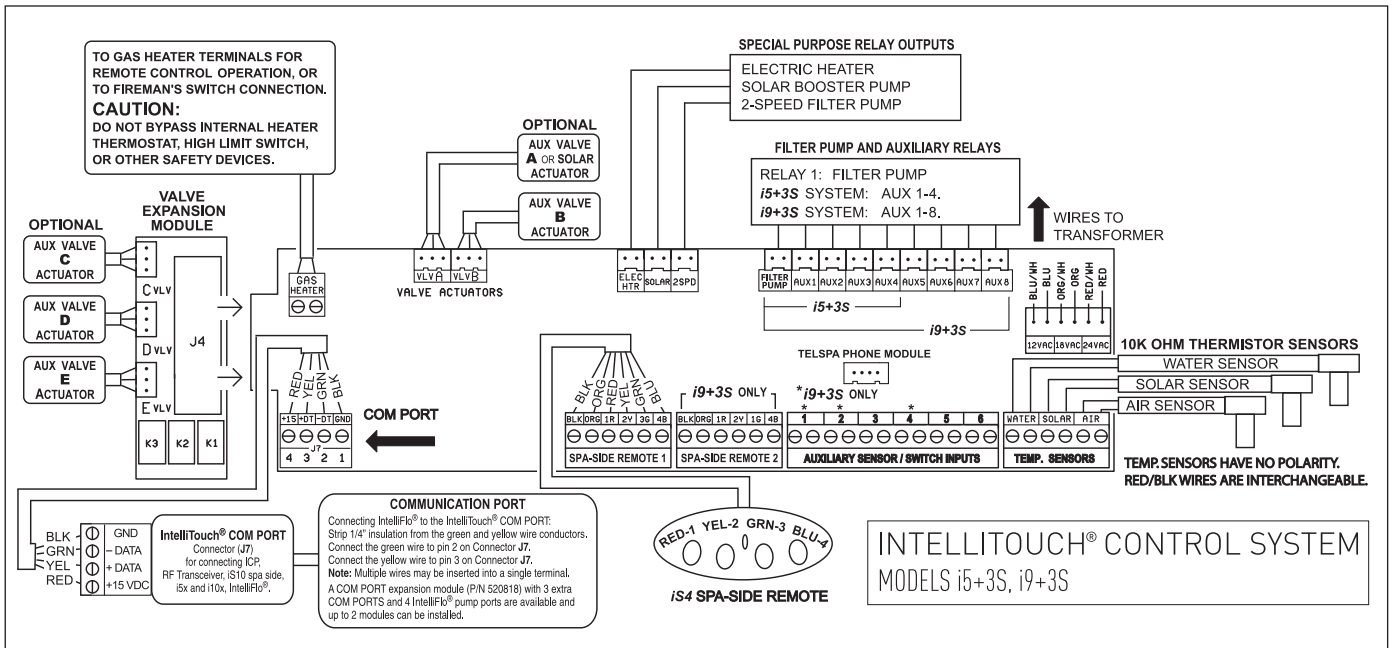 TO GAS HEATER TERMINALS FOR
REMOTE CONTROL OPERATION, OR
TO FIREMAN'S SWITCH CONNECTION.
CAUTION:
DO NOT BYPASS INTERNAL HEATER
THERMOSTAT, HIGH LIMIT SWITCH,
OR OTHER SAFETY DEVICES.
SPECIAL PURPOSE RELAY OUTPUTS
ELECTRIC HEATER
SOLAR BOOSTER PUMP
2-SPEED FILTER PUMP
OPTIONAL
AUX VALVE
A OR SOLAR
ACTUATOR
AUX VALVE
B
ACTUATOR
FILTER PUMP AND AUXILIARY RELAYS
RELAY 1: FILTER PUMP
i5+3S SYSTEM: AUX 1-4.
i9+3S SYSTEM: AUX 1-8.
WIRES TO
TRANSFORMER
VALVE
EXPANSION
MODULE
OPTIONAL
AUX VALVE
C
ACTUATOR
AUX VALVE
D
ACTUATOR
AUX VALVE
E
ACTUATOR
C VLV
D VLV
E VLV
J4
K3 K2 K1
GAS
HEATER
VLVA VLVB
VALVE ACTUATORS
ELEC
HTR
SOLAR 2SPD
FILTER
PUMP
AUX1 AUX2 AUX3 AUX4 AUX5 AUX6 AUX7 AUX8
i5+3S
i9+3S
BLU/WH BLU ORG/WH ORG RED/WH RED
12VAC 18VAC 24VAC
10K OHM THERMISTOR SENSORS
WATER SENSOR
SOLAR SENSOR
AIR SENSOR
RED YEL GRN BLK
+15 +DT -DT GND
J7
4 3 2 1
COM PORT
BLK ORG RED YEL GRN BLU
BLK ORG 1R 2Y 3G 4B
SPA-SIDE REMOTE 1
i9+3S ONLY
BLK ORG 1R 2Y 1G 4B
SPA-SIDE REMOTE 2
TELSPA PHONE MODULE
*i9+3S ONLY
* * *
1 2 3 4 5 6
AUXILIARY SENSOR / SWITCH INPUTS
WATER SOLAR AIR
TEMP. SENSORS
TEMP. SENSORS HAVE NO POLARITY.
RED/BLK WIRES ARE INTERCHANGEABLE.
BLK GND
GRN – DATA
YEL + DATA
RED +15 VDC
IntelliTouch® COM PORT
Connector (J7)
for connecting ICP,
RF Transceiver, iS10 spa side,
i5x and i10x, IntelliFlo®.
COMMUNICATION PORT
Connecting IntelliFlo® to the IntelliTouch® COM PORT:
Strip 1/4" insulation from the green and yellow wire conductors.
Connect the green wire to pin 2 on Connector J7.
Connect the yellow wire to pin 3 on Connector J7.
Note: Multiple wires may be inserted into a single terminal.
A COM PORT expansion module (P/N 520818) with 3 extra
COM PORTS and 4 IntelliFlo® pump ports are available and
up to 2 modules can be installed.
RED-1 YEL-2 GRN-3 BLU-4
iS4 SPA-SIDE REMOTE
INTELLITOUCH® CONTROL SYSTEM
MODELS i5+3S, i9+3S